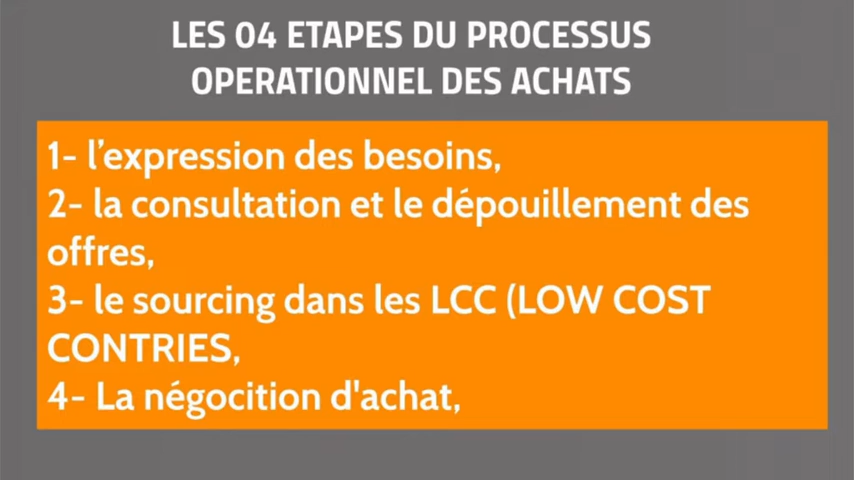 LES 04 ETAPES DU PROCESSUS
OPERATIONNEL DES ACHATS
1- l’expression des besoins,
2- la consultation et le dépouillement des
offres,
3- le sourcing dans les LCC (LOW COST
CONTRIES,
4- La négocition d'achat,